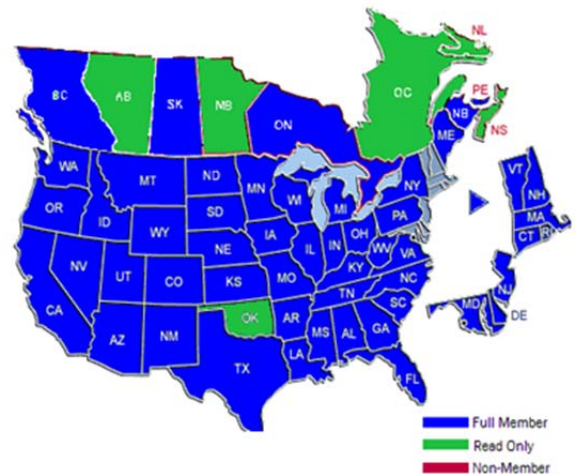 NL
BC
AB
SK
MB
ON
QC
PE
NB
NS
ME
WA
MT
ND
MN
WI
MI
NY
VT
NH
MA
CT
RI
OR
ID
WY
SD
NE
IA
IL
IN
OH
PA
NJ
MD
DE
NV
UT
CO
KS
MO
KY
WV
VA
CA
AZ
NM
OK
AR
TN
NC
SC
TX
LA
MS
AL
GA
FL
Full Member
Read Only
Non-Member